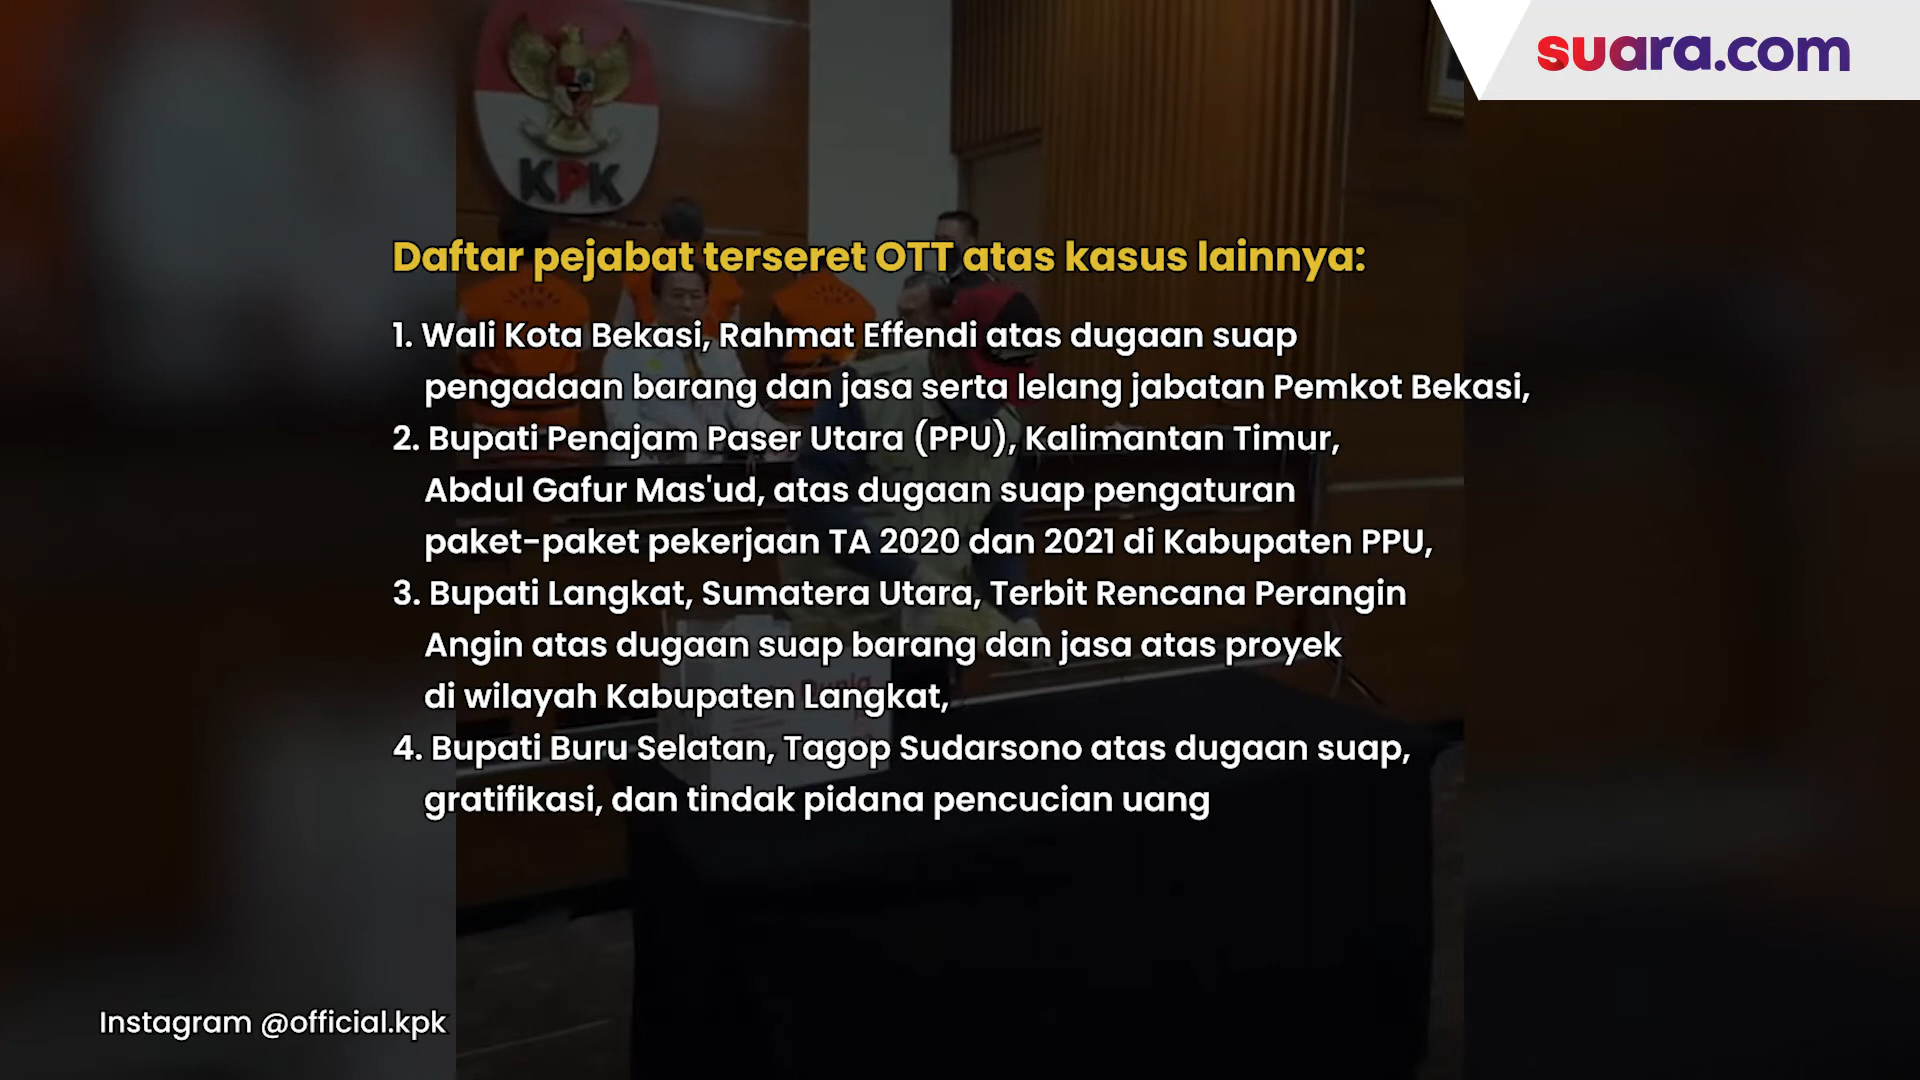 suara.com
KPK
Daftar pejabat terseret OTT atas kasus lainnya:
1. Wali Kota Bekasi, Rahmat Effendi atas dugaan suap
pengadaan barang dan jasa serta lelang jabatan Pemkot Bekasi,
2. Bupati Penajam Paser Utara (PPU), Kalimantan Timur,
Abdul Gafur Mas'ud, atas dugaan suap pengaturan
paket-paket pekerjaan TA 2020 dan 2021 di Kabupaten PPU,
3. Bupati Langkat, Sumatera Utara, Terbit Rencana Perangin
Angin atas dugaan suap barang dan jasa atas proyek
di wilayah Kabupaten Langkat,
4. Bupati Buru Selatan, Tagop Sudarsono atas dugaan suap,
gratifikasi, dan tindak pidana pencucian uang
Instagram @official.kpk